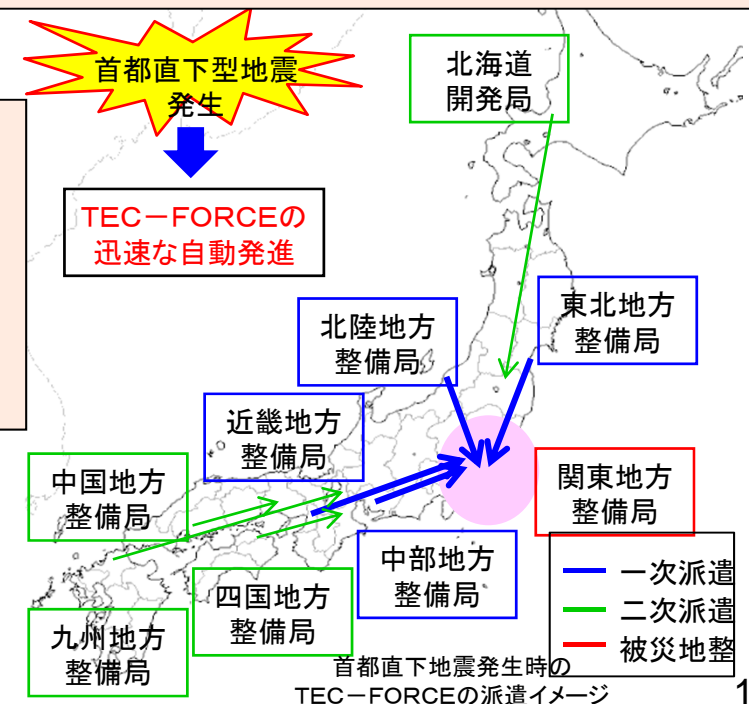 首都直下型地震
発生
TEC－FORCEの
迅速な自動発進
北海道
開発局
東北地方
整備局
北陸地方
整備局
近畿地方
整備局
中国地方
整備局
関東地方
整備局
中部地方
整備局
四国地方
整備局
九州地方
整備局
一次派遣
二次派遣
被災地整
首都直下地震発生時の
TEC－FORCEの派遣イメージ
1